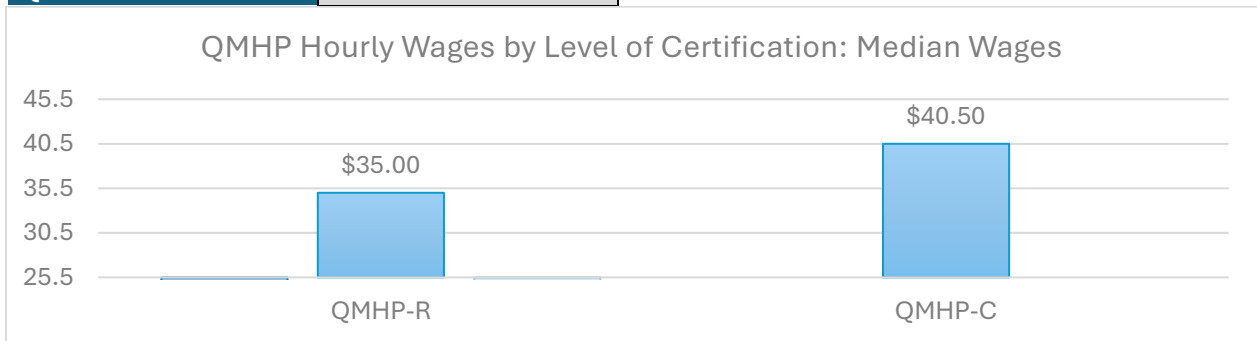 QMHP Hourly Wages by Level of Certification: Median Wages
45.5
40.5
35.5
30.5
25.5
$35.00
$40.50
QMHP-R
QMHP-C